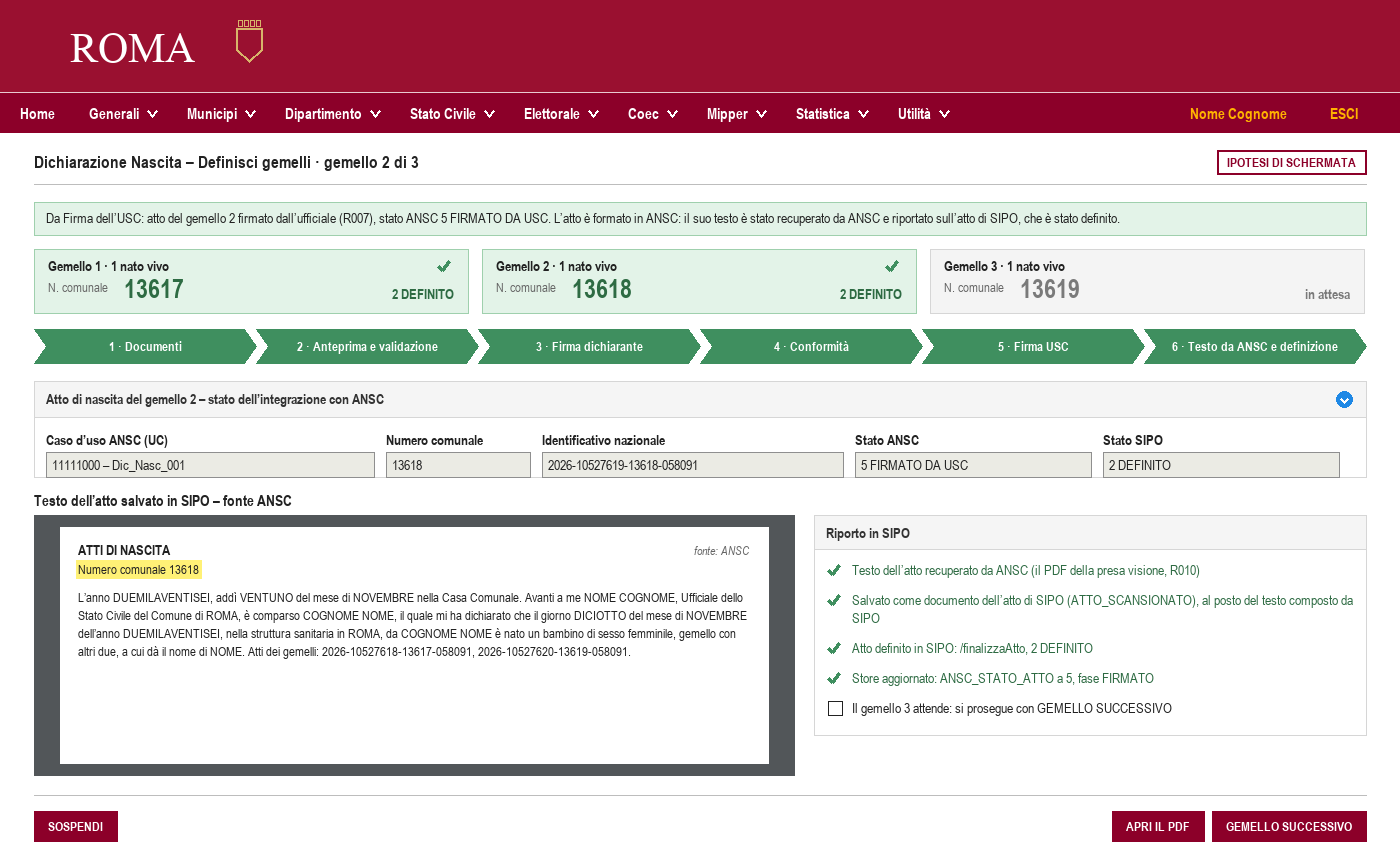 ROMA
Home Generali Municipi Dipartimento Stato Civile Elettorale Coec Mipper Statistica Utilità Nome Cognome ESCI
Dichiarazione Nascita – Definisci gemelli · gemello 2 di 3
IPOTESI DI SCHERMATA
Da Firma dell'USC: atto del gemello 2 firmato dall'ufficiale (R007), stato ANSC 5 FIRMATO DA USC. L'atto è formato in ANSC: il suo testo è stato recuperato da ANSC e riportato sull'atto di SIPO, che è stato definito.
Gemello 1 · 1 nato vivo
N. comunale 13617
2 DEFINITO
Gemello 2 · 1 nato vivo
N. comunale 13618
2 DEFINITO
Gemello 3 · 1 nato vivo
N. comunale 13619
in attesa
1 · Documenti
2 · Anteprima e validazione
3 · Firma dichiarante
4 · Conformità
5 · Firma USC
6 · Testo da ANSC e definizione
Atto di nascita del gemello 2 – stato dell'integrazione con ANSC
Caso d'uso ANSC (UC) Numero comunale Identificativo nazionale Stato ANSC Stato SIPO
11111000 – Dic_Nasc_001 13618 2026-10527619-13618-058091 5 FIRMATO DA USC 2 DEFINITO
Testo dell'atto salvato in SIPO – fonte ANSC
ATTI DI NASCITA
fonte: ANSC
Numero comunale 13618
L'anno DUEMILAVENTISEI, addì VENTUNO del mese di NOVEMBRE nella Casa Comunale. Avanti a me NOME COGNOME, Ufficiale dello
Stato Civile del Comune di ROMA, è comparso COGNOME NOME, il quale mi ha dichiarato che il giorno DICIOTTO del mese di NOVEMBRE
dell'anno DUEMILAVENTISEI, nella struttura sanitaria in ROMA, da COGNOME NOME è nato un bambino di sesso femminile, gemello con
altri due, a cui dà il nome di NOME. Atti dei gemelli: 2026-10527618-13617-058091, 2026-10527620-13619-058091.
Riporto in SIPO
Testo dell'atto recuperato da ANSC (il PDF della presa visione, R010)
Salvato come documento dell'atto di SIPO (ATTO_SCANSIONATO), al posto del testo composto da
SIPO
Atto definito in SIPO: /finalizzaAtto, 2 DEFINITO
Store aggiornato: ANSC_STATO_ATTO a 5, fase FIRMATO
Il gemello 3 attende: si prosegue con GEMELLO SUCCESSIVO
SOSPENDI
APRI IL PDF
GEMELLO SUCCESSIVO